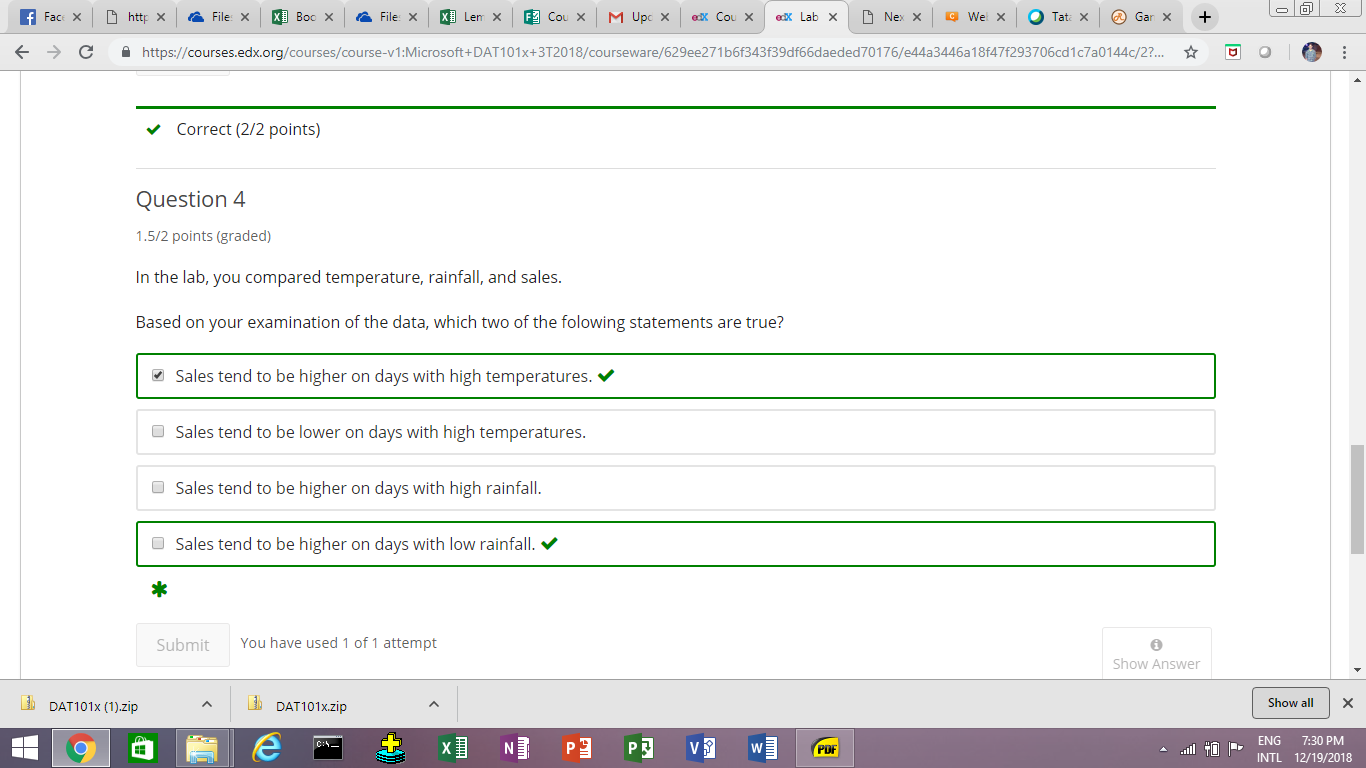 Face
http
Files
Boo
Files
Lem
Cou
Upc
edX Cou
edX Lab
Nex
Wel
Tata
Gar
https://courses.edx.org/courses/course-v1:Microsoft+DAT101x+3T2018/courseware/629ee271b6f343f39df66daeded70176/e44a3446a18f47f293706cd1c7a0144c/2?...
Correct (2/2 points)
Question 4
1.5/2 points (graded)
In the lab, you compared temperature, rainfall, and sales.
Based on your examination of the data, which two of the following statements are true?
Sales tend to be higher on days with high temperatures.
Sales tend to be lower on days with high temperatures.
Sales tend to be higher on days with high rainfall.
Sales tend to be higher on days with low rainfall.
Submit You have used 1 of 1 attempt
Show Answer
DAT101x (1).zip DAT101x.zip Show all
ENG 7:30 PM
INTL 12/19/2018